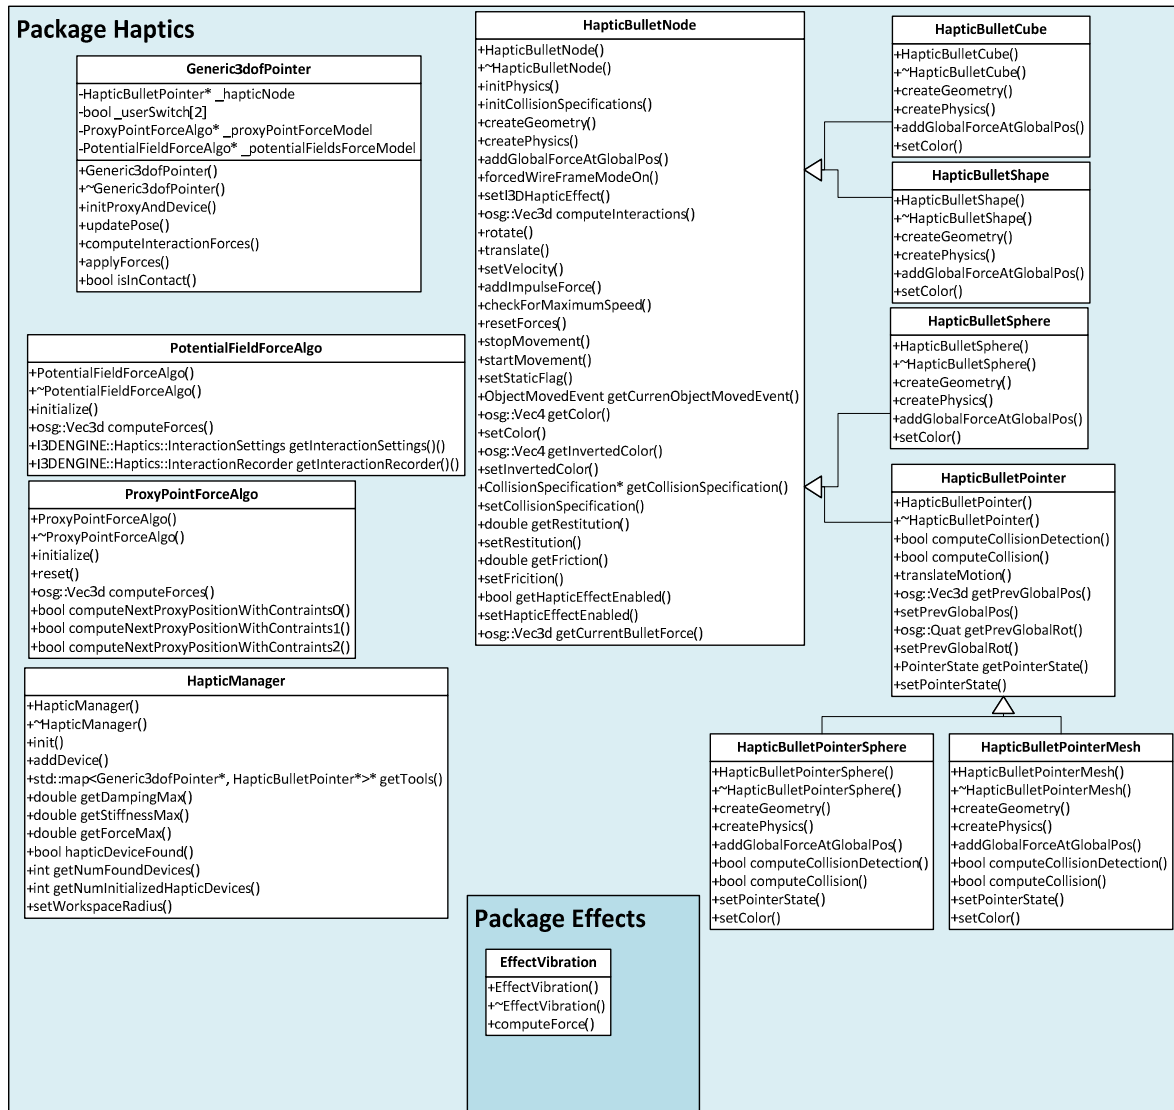 Package Haptics
Generic3dofPointer
-HapticBulletPointer* _hapticNode
-bool _userSwitch[2]
-ProxyPointForceAlgo* _proxyPointForceModel
-PotentialFieldForceAlgo* _potentialFieldsForceModel
+Generic3dofPointer()
+~Generic3dofPointer()
+initProxyAndDevice()
+updatePose()
+computeInteractionForces()
+applyForces()
+bool isInContact()
PotentialFieldForceAlgo
+PotentialFieldForceAlgo()
+~PotentialFieldForceAlgo()
+initialize()
+osg::Vec3d computeForces()
+I3DENGINE::Haptics::InteractionSettings getInteractionSettings()()
+I3DENGINE::Haptics::InteractionRecorder getInteractionRecorder()()
ProxyPointForceAlgo
+ProxyPointForceAlgo()
+~ProxyPointForceAlgo()
+initialize()
+reset()
+osg::Vec3d computeForces()
+bool computeNextProxyPositionWithContraints0()
+bool computeNextProxyPositionWithContraints1()
+bool computeNextProxyPositionWithContraints2()
HapticManager
+HapticManager()
+~HapticManager()
+init()
+addDevice()
+std::map<Generic3dofPointer*, HapticBulletPointer*>* getTools()
+double getDampingMax()
+double getStiffnessMax()
+double getForceMax()
+bool hapticDeviceFound()
+int getNumFoundDevices()
+int getNumInitializedHapticDevices()
+setWorkspaceRadius()
HapticBulletNode
+HapticBulletNode()
+~HapticBulletNode()
+initPhysics()
+initCollisionSpecifications()
+createGeometry()
+createPhysics()
+addGlobalForceAtGlobalPos()
+forcedWireFrameModeOn()
+setI3DHapticEffect()
+osg::Vec3d computeInteractions()
+rotate()
+translate()
+setVelocity()
+addImpulseForce()
+checkForMaximumSpeed()
+resetForces()
+stopMovement()
+startMovement()
+setStaticFlag()
+ObjectMovedEvent getCurrenObjectMovedEvent()
+osg::Vec4 getColor()
+setColor()
+osg::Vec4 getInvertedColor()
+setInvertedColor()
+CollisionSpecification* getCollisionSpecification()
+setCollisionSpecification()
+double getRestitution()
+setRestitution()
+double getFriction()
+setFricition()
+bool getHapticEffectEnabled()
+setHapticEffectEnabled()
+osg::Vec3d getCurrentBulletForce()
HapticBulletCube
+HapticBulletCube()
+~HapticBulletCube()
+createGeometry()
+createPhysics()
+addGlobalForceAtGlobalPos()
+setColor()
HapticBulletShape
+HapticBulletShape()
+~HapticBulletShape()
+createGeometry()
+createPhysics()
+addGlobalForceAtGlobalPos()
+setColor()
HapticBulletSphere
+HapticBulletSphere()
+~HapticBulletSphere()
+createGeometry()
+createPhysics()
+addGlobalForceAtGlobalPos()
+setColor()
HapticBulletPointer
+HapticBulletPointer()
+~HapticBulletPointer()
+bool computeCollisionDetection()
+bool computeCollision()
+translateMotion()
+osg::Vec3d getPrevGlobalPos()
+setPrevGlobalPos()
+osg::Quat getPrevGlobalRot()
+setPrevGlobalRot()
+PointerState getPointerState()
+setPointerState()
HapticBulletPointerSphere
+HapticBulletPointerSphere()
+~HapticBulletPointerSphere()
+createGeometry()
+createPhysics()
+addGlobalForceAtGlobalPos()
+bool computeCollisionDetection()
+bool computeCollision()
+setPointerState()
+setColor()
HapticBulletPointerMesh
+HapticBulletPointerMesh()
+~HapticBulletPointerMesh()
+createGeometry()
+createPhysics()
+addGlobalForceAtGlobalPos()
+bool computeCollisionDetection()
+bool computeCollision()
+setPointerState()
+setColor()
Package Effects
EffectVibration
+EffectVibration()
+~EffectVibration()
+computeForce()